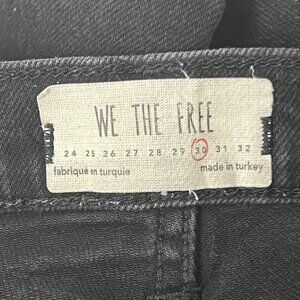 WE THE FREE
24 25 26 27 28 29 30 31 32
fabriqué en turquie made in turkey